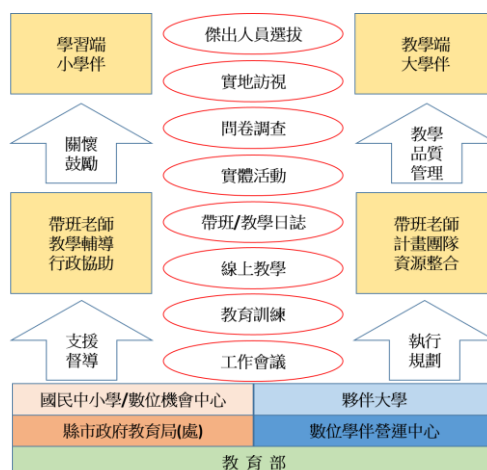 學習端
小學伴
傑出人員選拔
教學端
大學伴
實地訪視
關懷
鼓勵
問卷調查
教學
品質
管理
實體活動
帶班老師
教學輔導
行政協助
帶班/教學日誌
帶班老師
計畫團隊
資源整合
線上教學
支援
督導
教育訓練
執行
規劃
工作會議
國民中小學/數位機會中心
夥伴大學
縣市政府教育局(處)
數位學伴營運中心
教育部